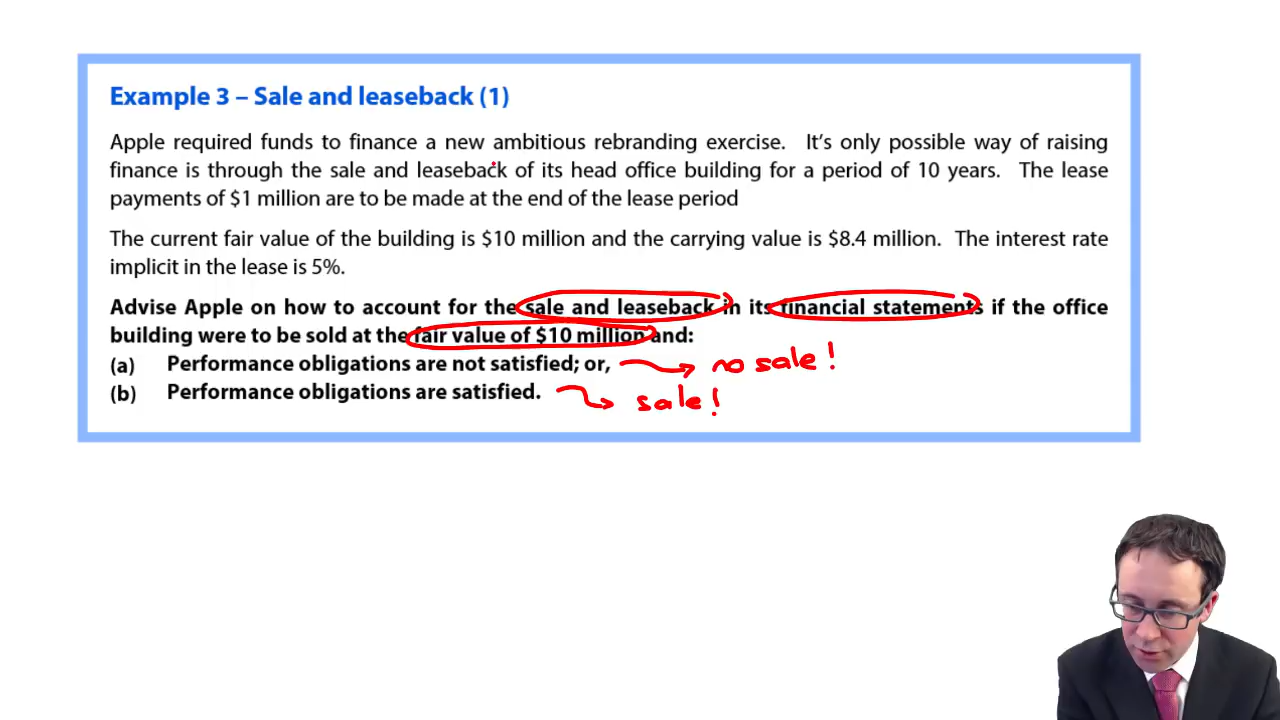 Example 3 – Sale and leaseback (1)
Apple required funds to finance a new ambitious rebranding exercise. It's only possible way of raising
finance is through the sale and leaseback of its head office building for a period of 10 years. The lease
payments of $1 million are to be made at the end of the lease period
The current fair value of the building is $10 million and the carrying value is $8.4 million. The interest rate
implicit in the lease is 5%.
Advise Apple on how to account for the sale and leaseback in its financial statements if the office
building were to be sold at the fair value of $10 million and:
(a) Performance obligations are not satisfied; or, no sale!
(b) Performance obligations are satisfied. sale!